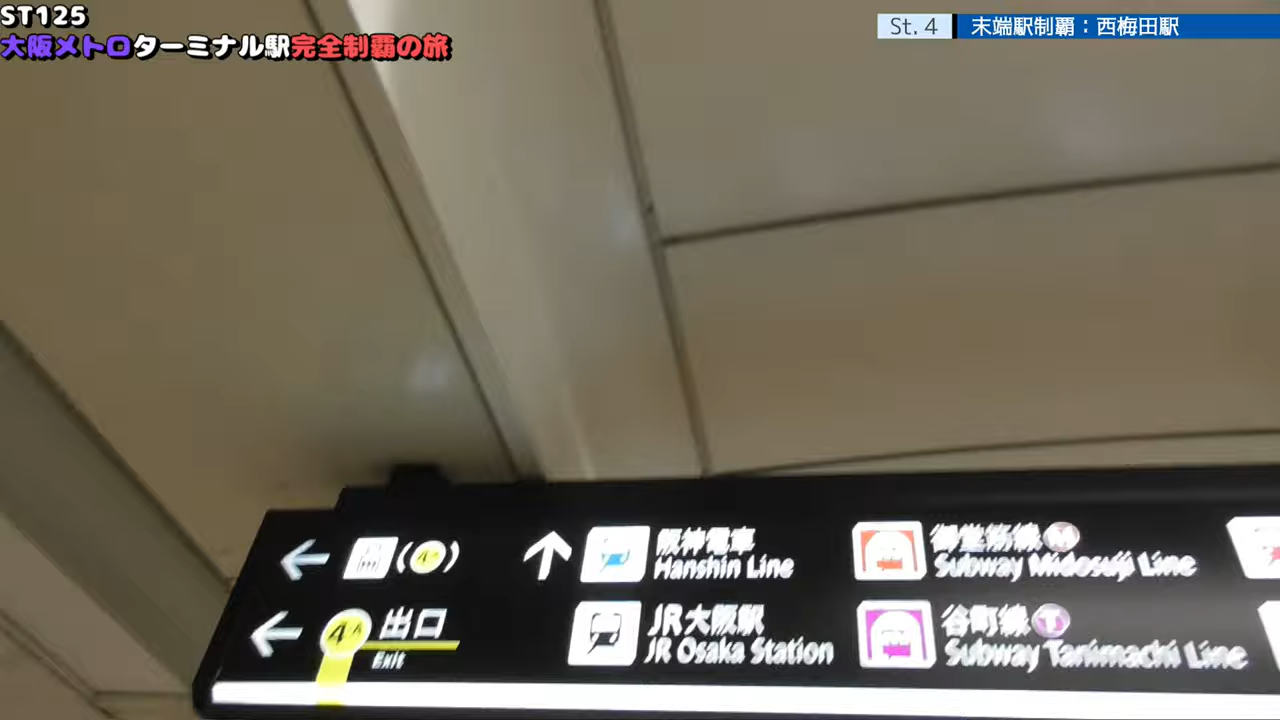 ST125
大阪メトロターミナル駅完全制覇の旅
St. 4
末端駅制覇：西梅田駅
阪神電車
Hanshin Line
御堂筋線 M
Subway Midosuji Line
出口
Exit
JR大阪駅
JR Osaka Station
谷町線 T
Subway Tanimachi Line